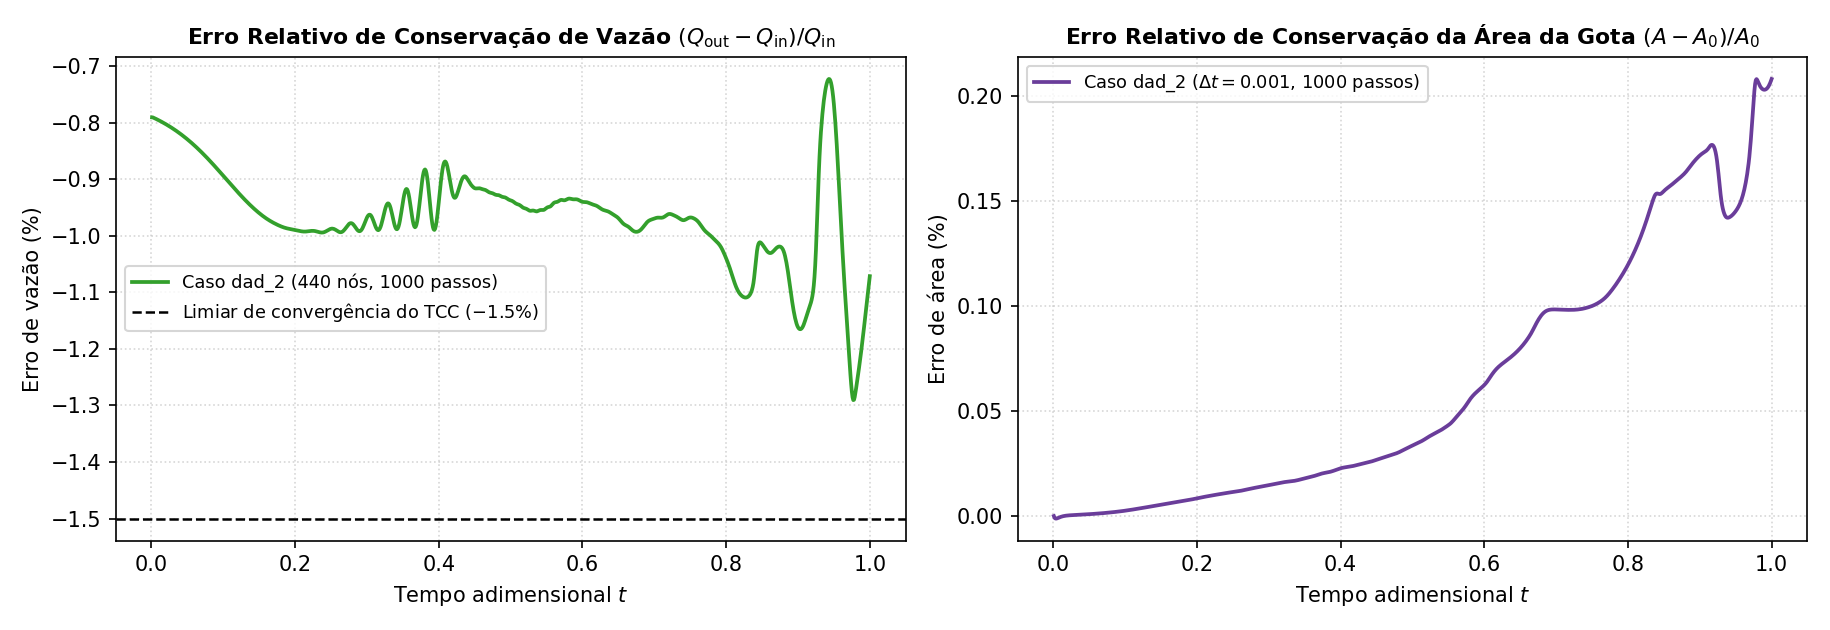 Erro Relativo de Conservação de Vazão (Qout − Qin)/Qin
−0.7
−0.8
−0.9
−1.0
−1.1
−1.2
−1.3
−1.4
−1.5
Erro de vazão (%)
Caso dad_2 (440 nós, 1000 passos)
Limiar de convergência do TCC (−1.5%)
0.0 0.2 0.4 0.6 0.8 1.0
Tempo adimensional t
Erro Relativo de Conservação da Área da Gota (A − A0)/A0
Caso dad_2 (Δt = 0.001, 1000 passos)
0.20
0.15
0.10
0.05
0.00
Erro de área (%)
0.0 0.2 0.4 0.6 0.8 1.0
Tempo adimensional t